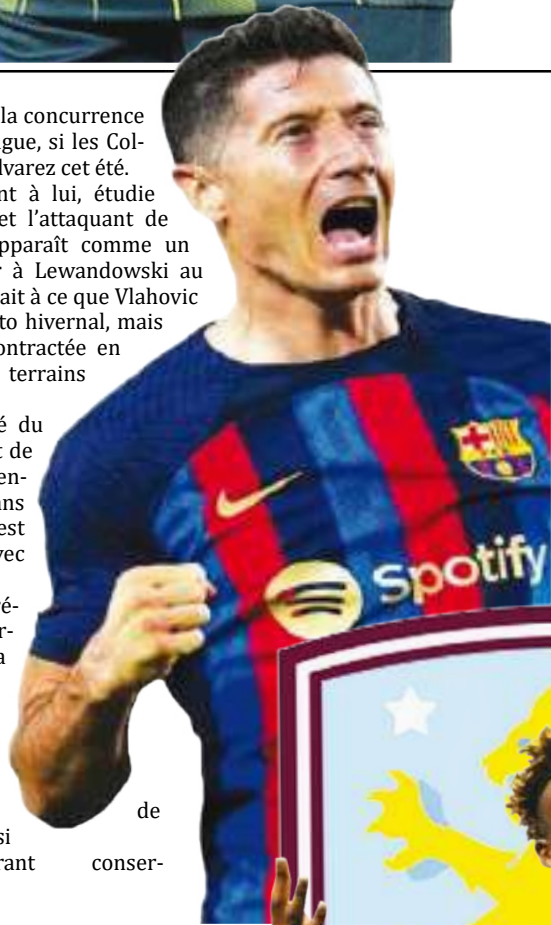 la concurrence
gue, si les Col-
lvarez cet été.
nt à lui, étudie
et l’attaquant de
pparaît comme un
r à Lewandowski au
ait à ce que Vlahovic
to hivernal, mais
ontractée en
terrains
é du
t de
en-
ans
est
vec
ré-
r-
a
de
si
rant conser-
Spotify